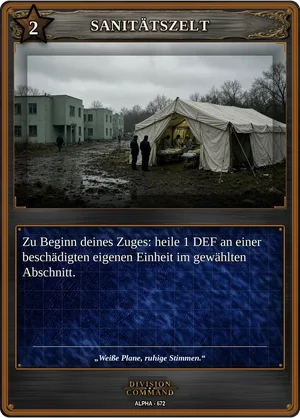 2
SANITÄTSZELT
Zu Beginn deines Zuges: heile 1 DEF an einer
beschädigten eigenen Einheit im gewählten
Abschnitt.
„Weiße Plane, ruhige Stimmen.“
DIVISION
COMMAND
ALPHA - 672